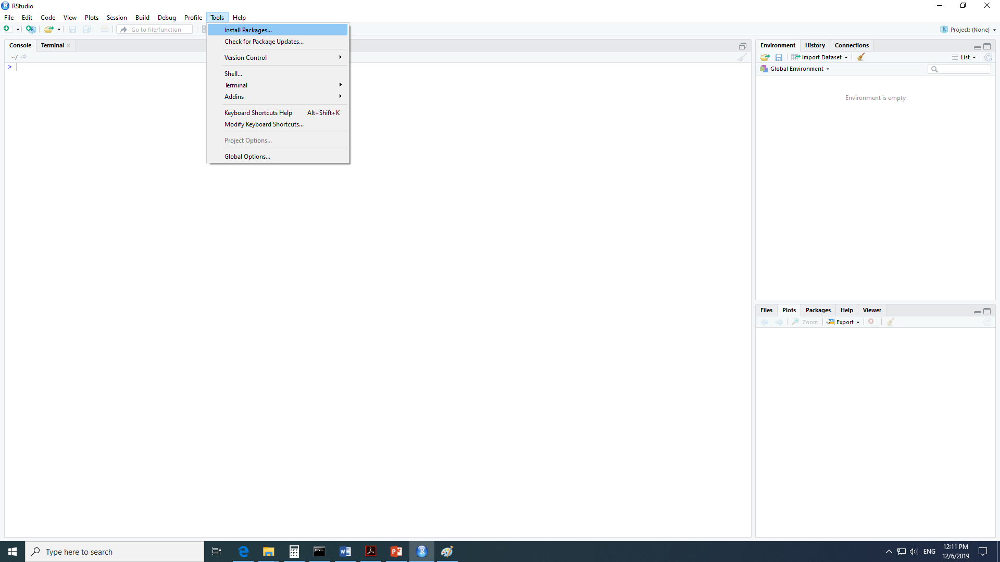 RStudio
File Edit Code View Plots Session Build Debug Profile Tools Help
Go to file/function
Project: (None)
Install Packages...
Check for Package Updates...
Version Control
Shell...
Terminal
Addins
Keyboard Shortcuts Help Alt+Shift+K
Modify Keyboard Shortcuts...
Project Options...
Global Options...
Console Terminal
~/
>
Environment History Connections
Import Dataset List
Global Environment
Environment is empty
Files Plots Packages Help Viewer
Zoom Export
Type here to search
ENG
12:11 PM
12/6/2019